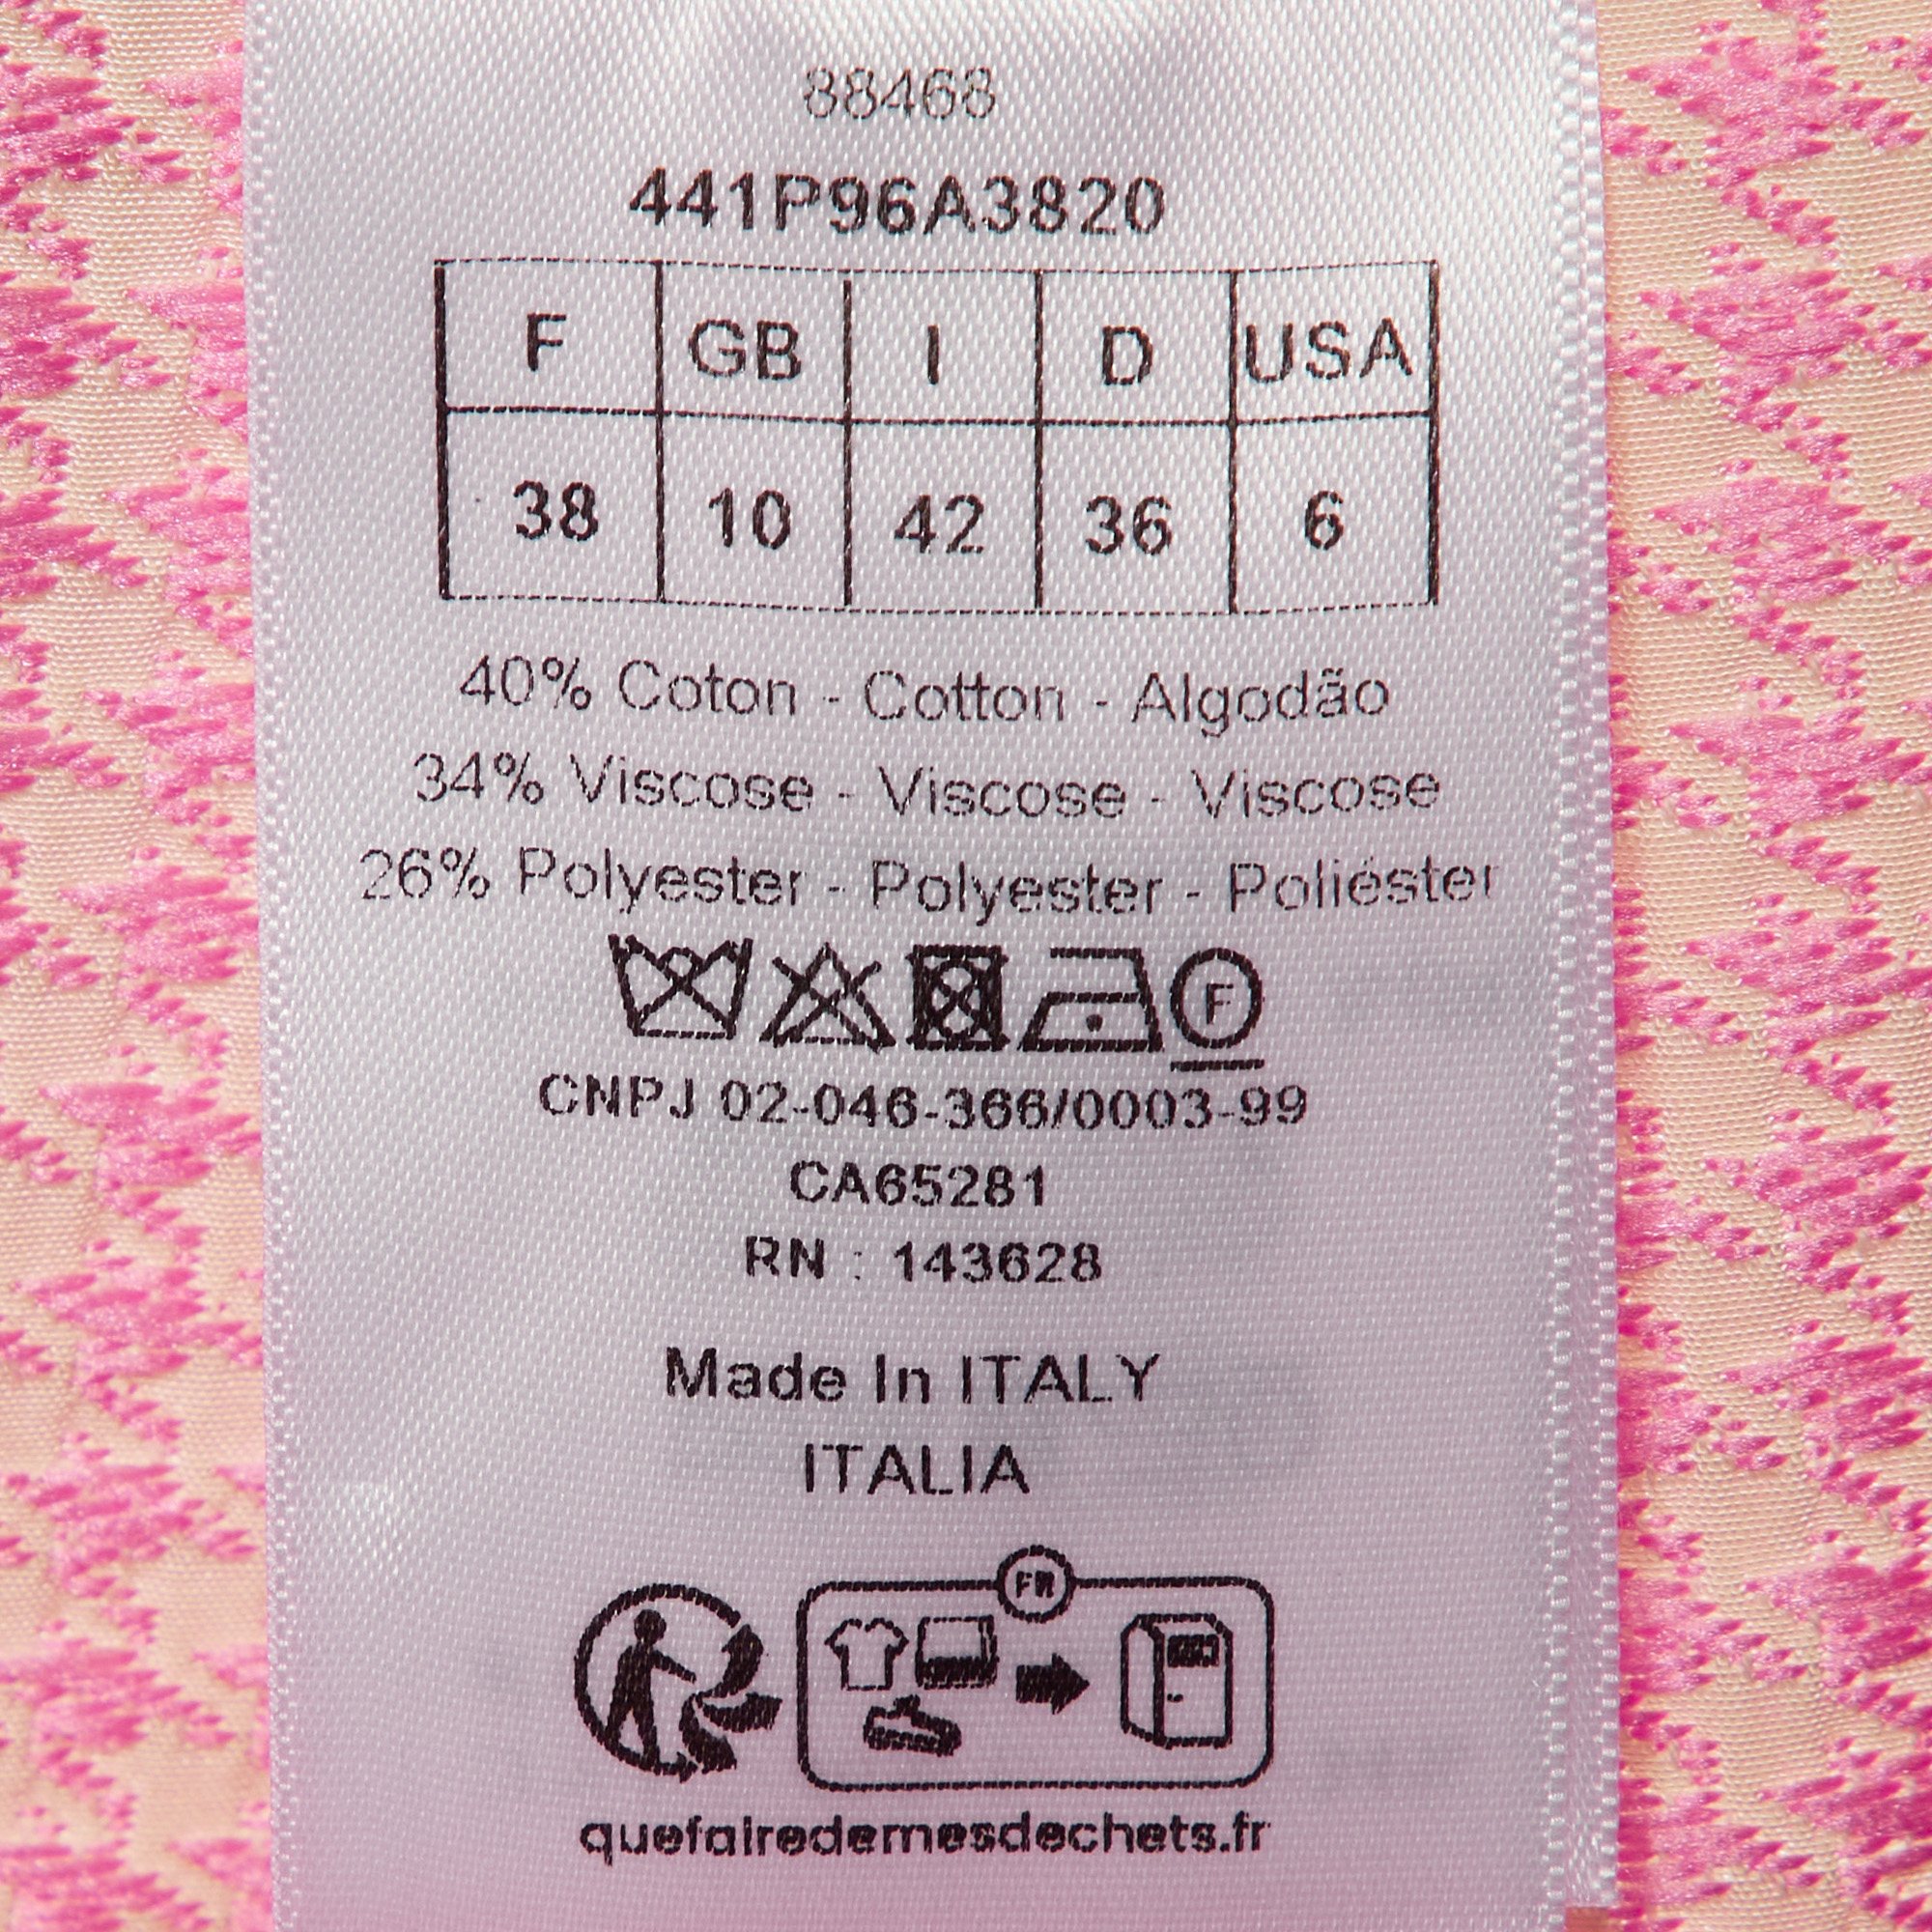 88468
441P96A3820
F GB I D USA
38 10 42 36 6
40% Coton - Cotton - Algodão
34% Viscose - Viscose - Viscose
26% Polyester - Polyester - Poliéster
F
CNPJ 02-046-366/0003-99
CA65281
RN : 143628
Made In ITALY
ITALIA
FR
quefairedemesdechets.fr